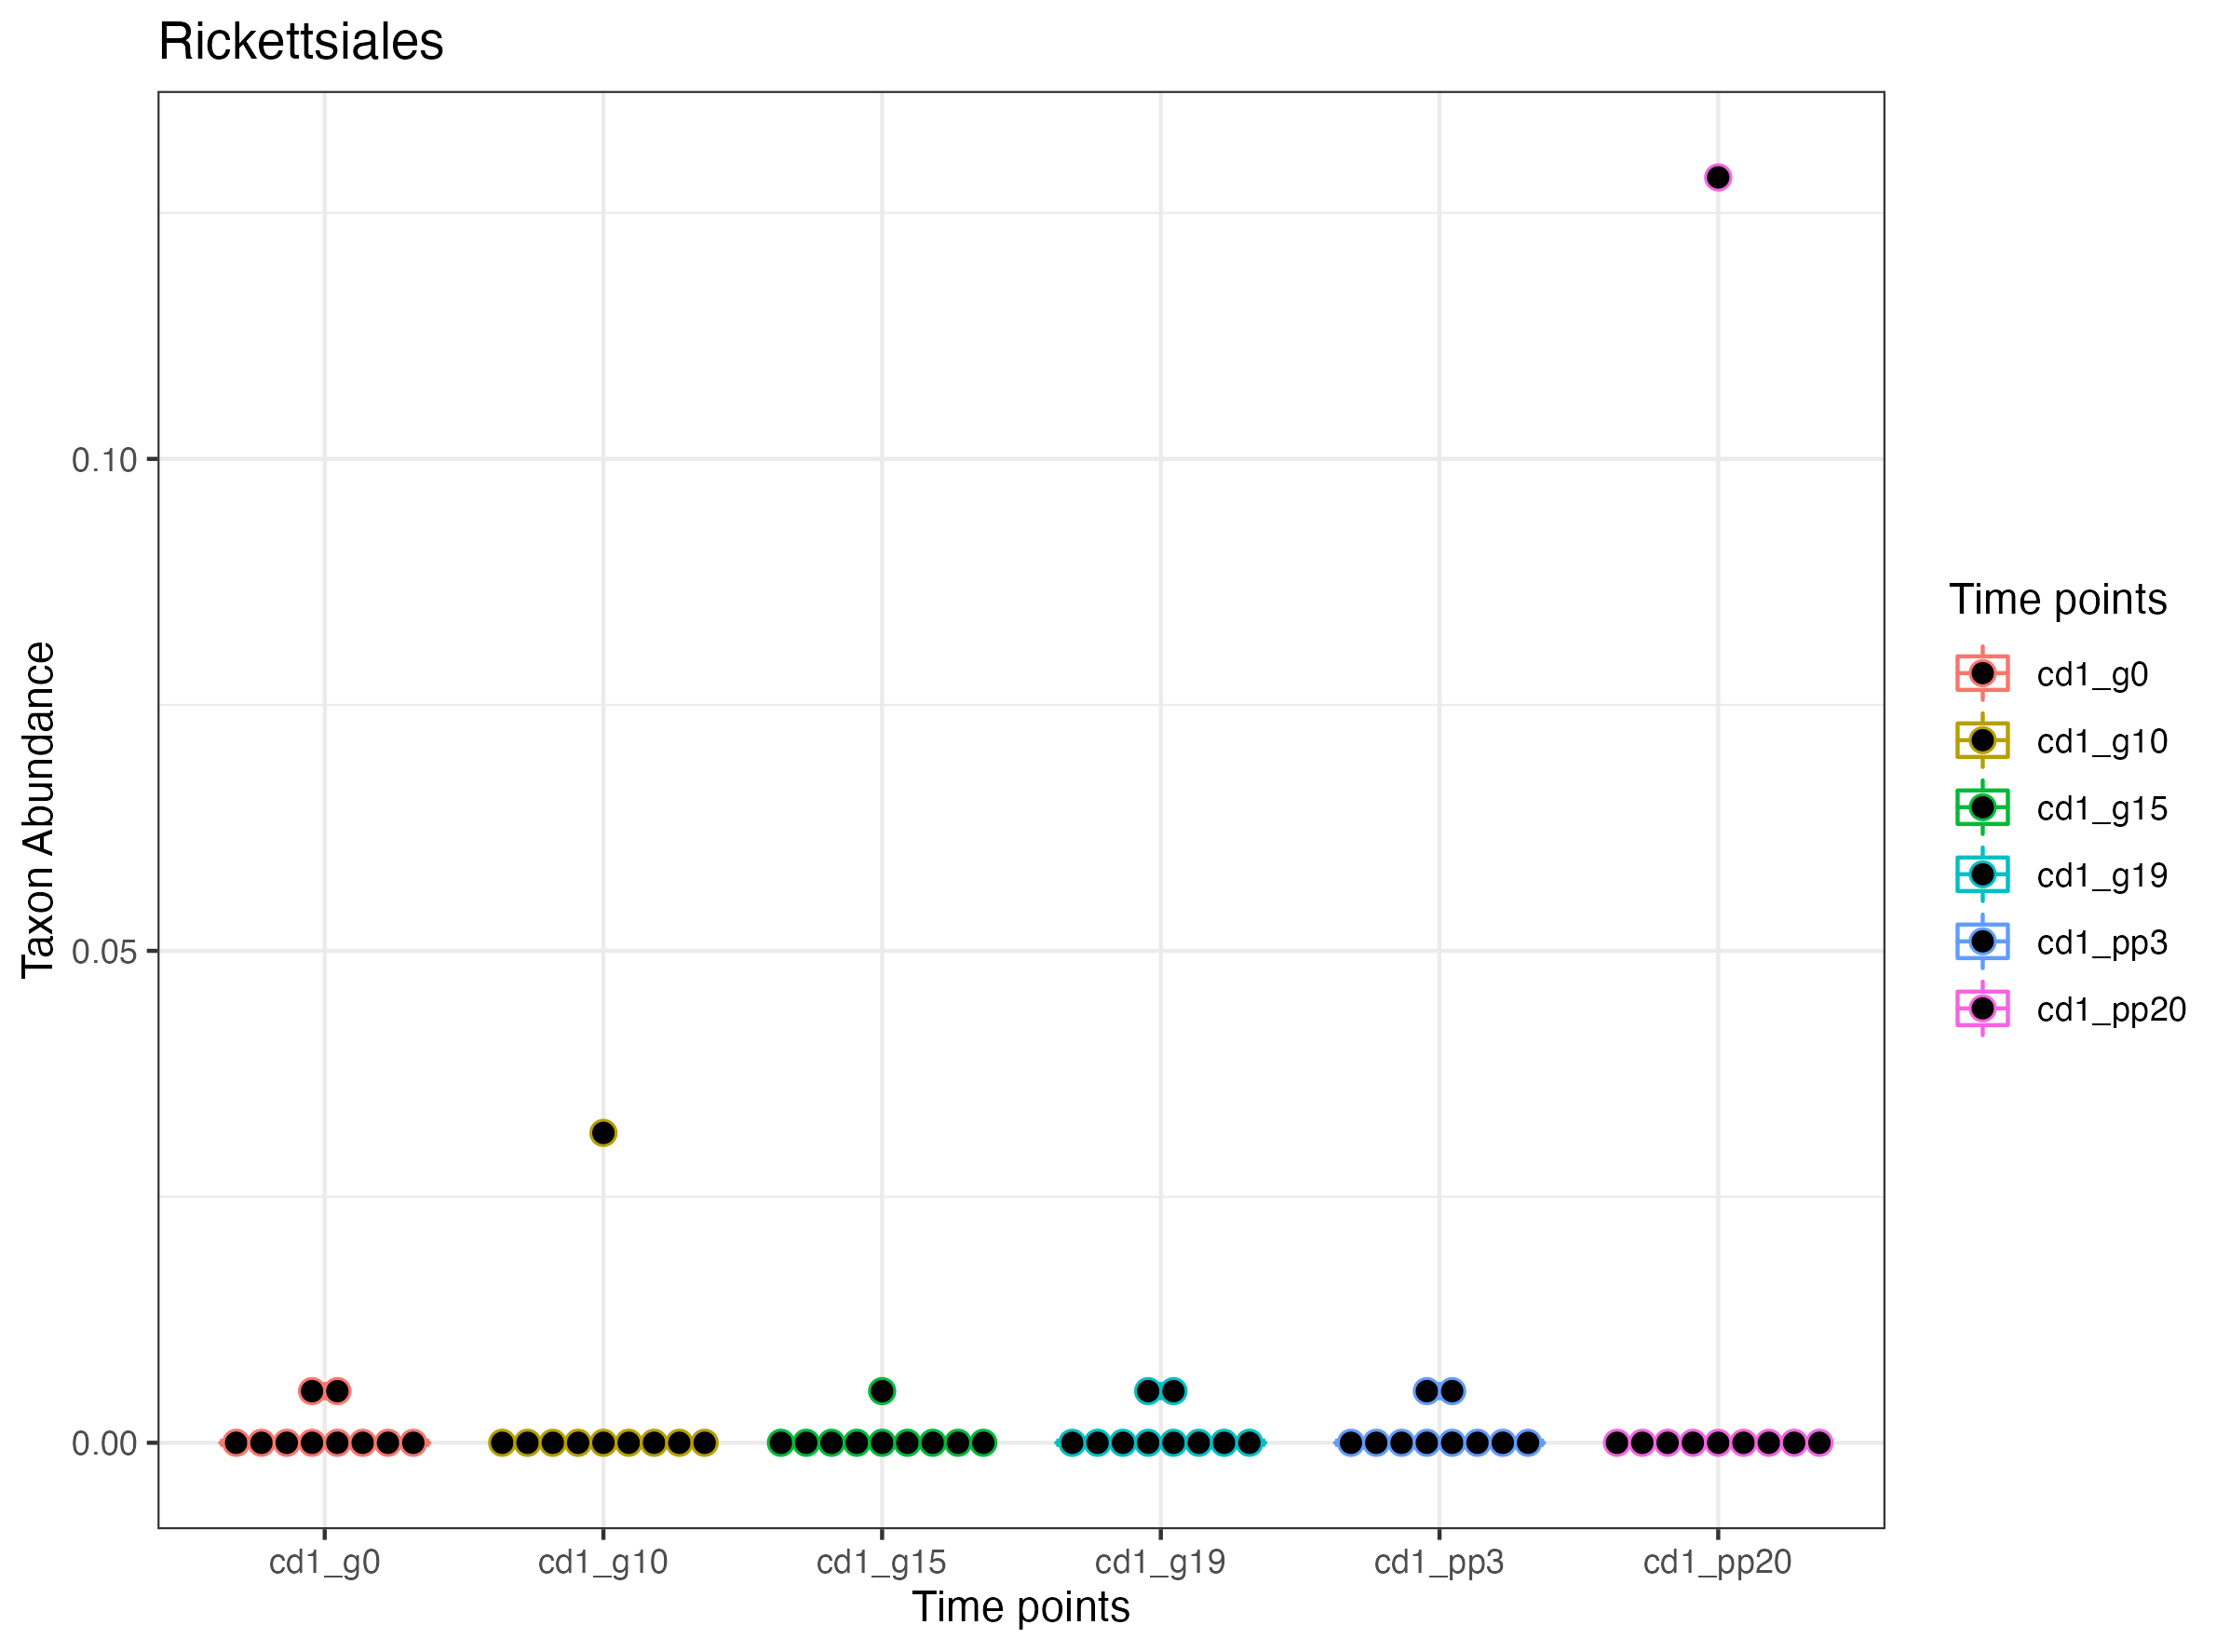 Rickettsiales
Taxon Abundance
0.10
0.05
0.00
cd1_g0 cd1_g10 cd1_g15 cd1_g19 cd1_pp3 cd1_pp20
Time points
Time points
cd1_g0
cd1_g10
cd1_g15
cd1_g19
cd1_pp3
cd1_pp20